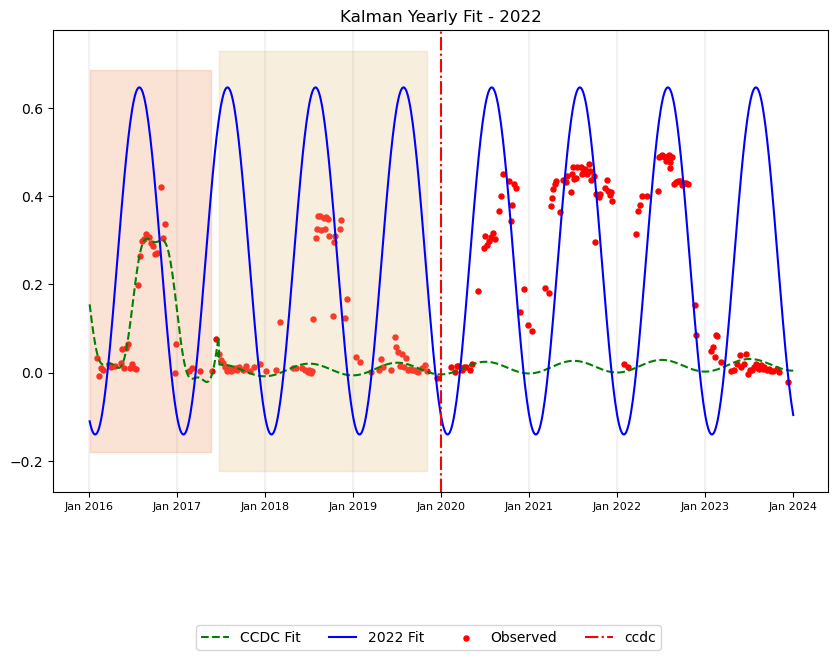 Kalman Yearly Fit - 2022
0.6
0.4
0.2
0.0
−0.2
Jan 2016 Jan 2017 Jan 2018 Jan 2019 Jan 2020 Jan 2021 Jan 2022 Jan 2023 Jan 2024
CCDC Fit 2022 Fit Observed ccdc